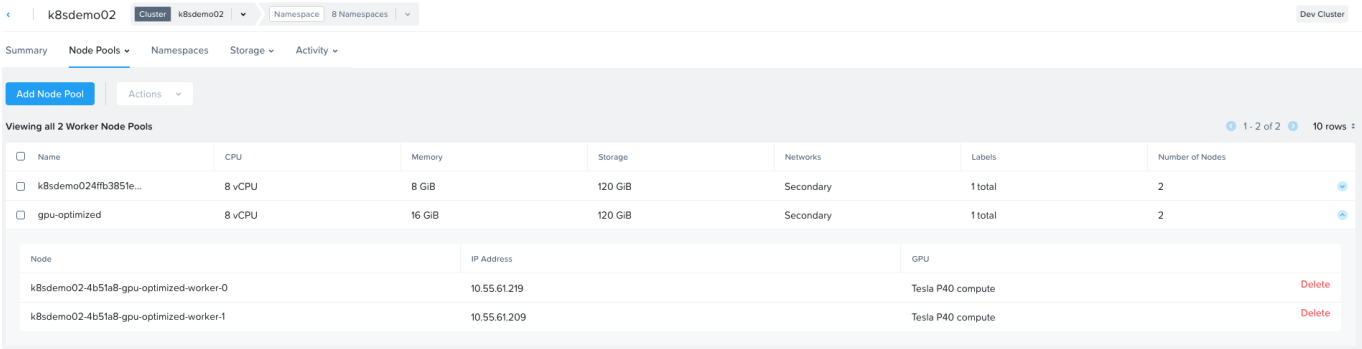 k8sdemo02 Cluster k8sdemo02 Namespace 8 Namespaces Dev Cluster
Summary Node Pools Namespaces Storage Activity
Add Node Pool Actions
Viewing all 2 Worker Node Pools 1 - 2 of 2 10 rows
Name CPU Memory Storage Networks Labels Number of Nodes
k8sdemo024ffb3851e... 8 vCPU 8 GiB 120 GiB Secondary 1 total 2
gpu-optimized 8 vCPU 16 GiB 120 GiB Secondary 1 total 2
Node IP Address GPU
k8sdemo02-4b51a8-gpu-optimized-worker-0 10.55.61.219 Tesla P40 compute Delete
k8sdemo02-4b51a8-gpu-optimized-worker-1 10.55.61.209 Tesla P40 compute Delete